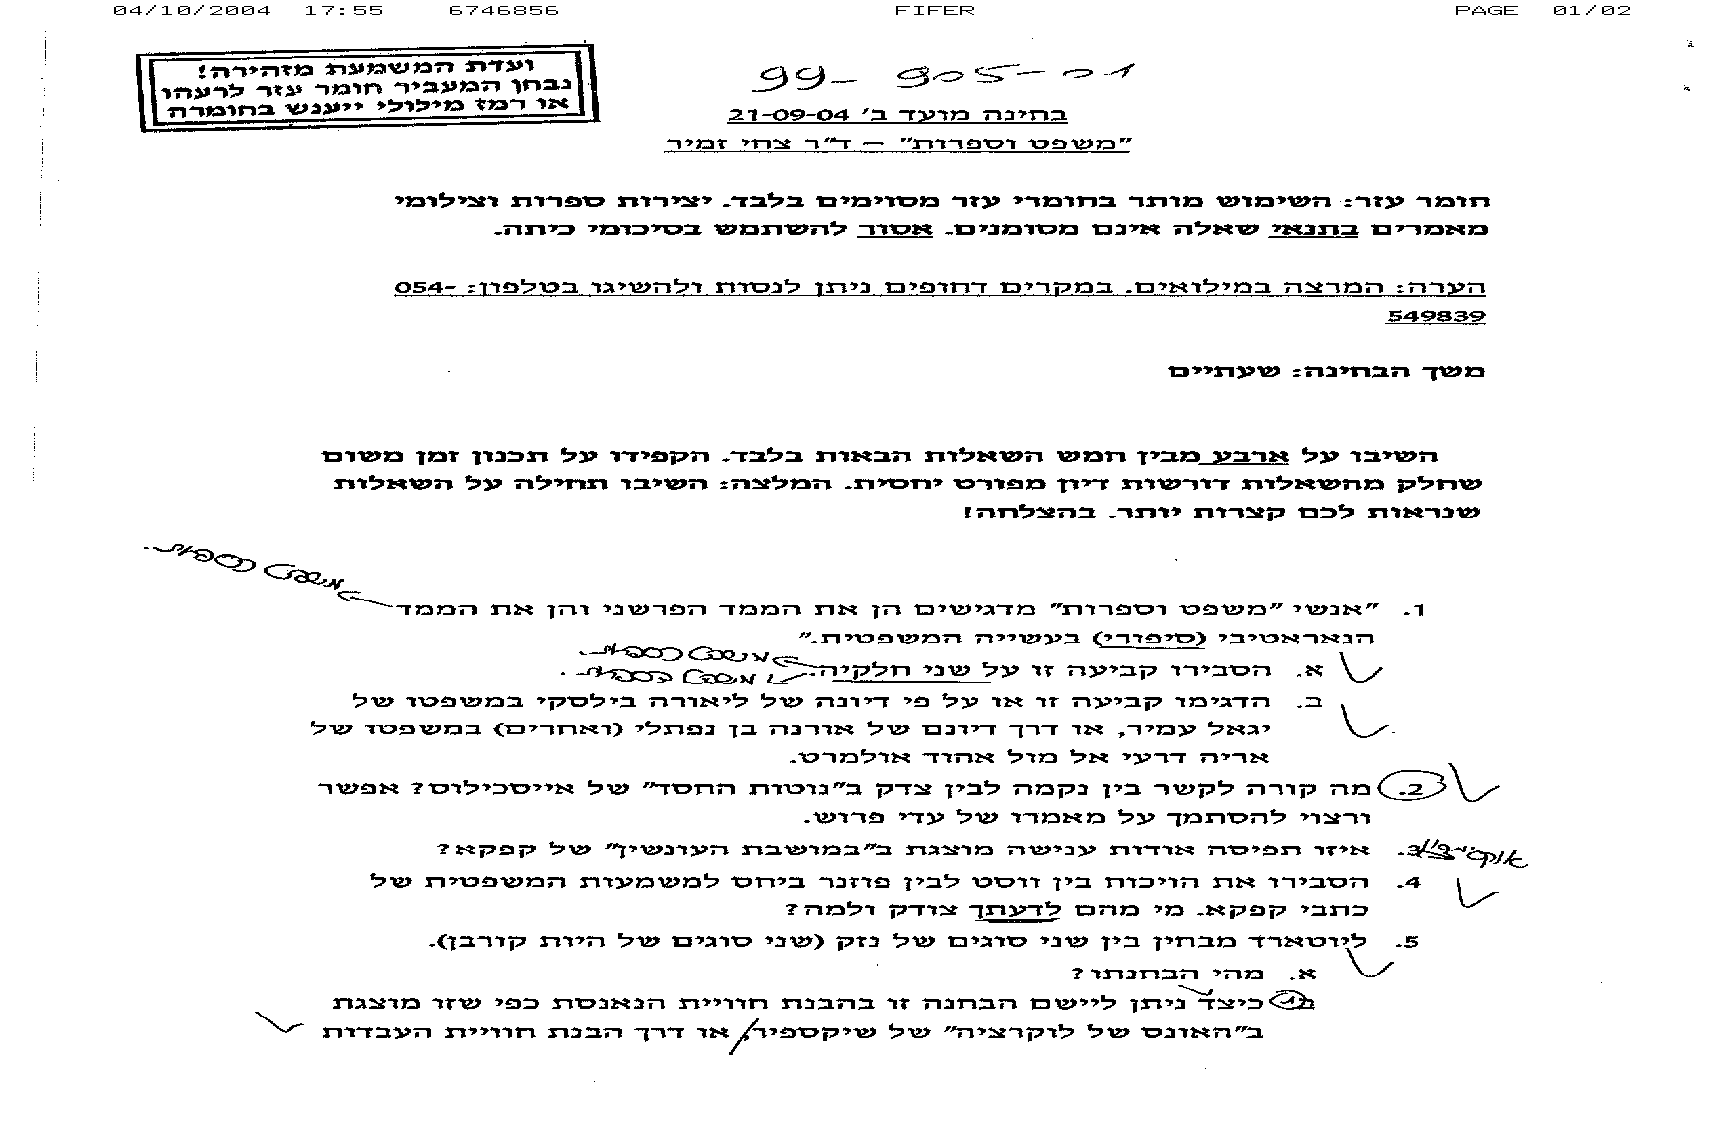 04/10/2004 17:55 6746856 FIFER PAGE 01/02
ועדת המשמעת מזהירה!
נבחן המעביר חומר עזר לרעהו
או רמז מילולי ייענש בחומרה
99- 905-01
בחינה מועד ב' 21-09-04
"משפט וספרות" – ד"ר צחי זמיר
חומר עזר: השימוש מותר בחומרי עזר מסוימים בלבד. יצירות ספרות וצילומי
מאמרים בתנאי שאלה אינם מסומנים. אסור להשתמש בסיכומי כיתה.
הערה: המרצה במילואים. במקרים דחופים ניתן לנסות ולהשיגו בטלפון: 054-
549839
משך הבחינה: שעתיים
השיבו על ארבע מבין חמש השאלות הבאות בלבד. הקפידו על תכנון זמן משום
שחלק מהשאלות דורשות דיון מפורט יחסית. המלצה: השיבו תחילה על השאלות
שנראות לכם קצרות יותר. בהצלחה!
משפט כספרות
1. "אנשי "משפט וספרות" מדגישים הן את הממד הפרשני והן את הממד
הנאראטיבי (סיפורי) בעשייה המשפטית."
משפט כספרות
א. הסבירו קביעה זו על שני חלקיה. משפט כספרות
ב. הדגימו קביעה זו או על פי דיונה של ליאורה בילסקי במשפטו של
יגאל עמיר, או דרך דיונם של אורנה בן נפתלי (ואחרים) במשפטו של
אריה דרעי אל מול אהוד אולמרט.
2. מה קורה לקשר בין נקמה לבין צדק ב"נוטות החסד" של אייסכילוס? אפשר
ורצוי להסתמך על מאמרו של עדי פרוש.
3. איזו תפיסה אודות ענישה מוצגת ב"במושבת העונשין" של קפקא?
4. הסבירו את הויכוח בין ווסט לבין פוזנר ביחס למשמעות המשפטית של
כתבי קפקא. מי מהם לדעתך צודק ולמה?
5. ליוטארד מבחין בין שני סוגים של נזק (שני סוגים של היות קורבן).
א. מהי הבחנתו?
ב. כיצד ניתן ליישם הבחנה זו בהבנת חוויית הנאנסת כפי שזו מוצגת
ב"האונס של לוקרציה" של שיקספיר, או דרך הבנת חוויית העבדות